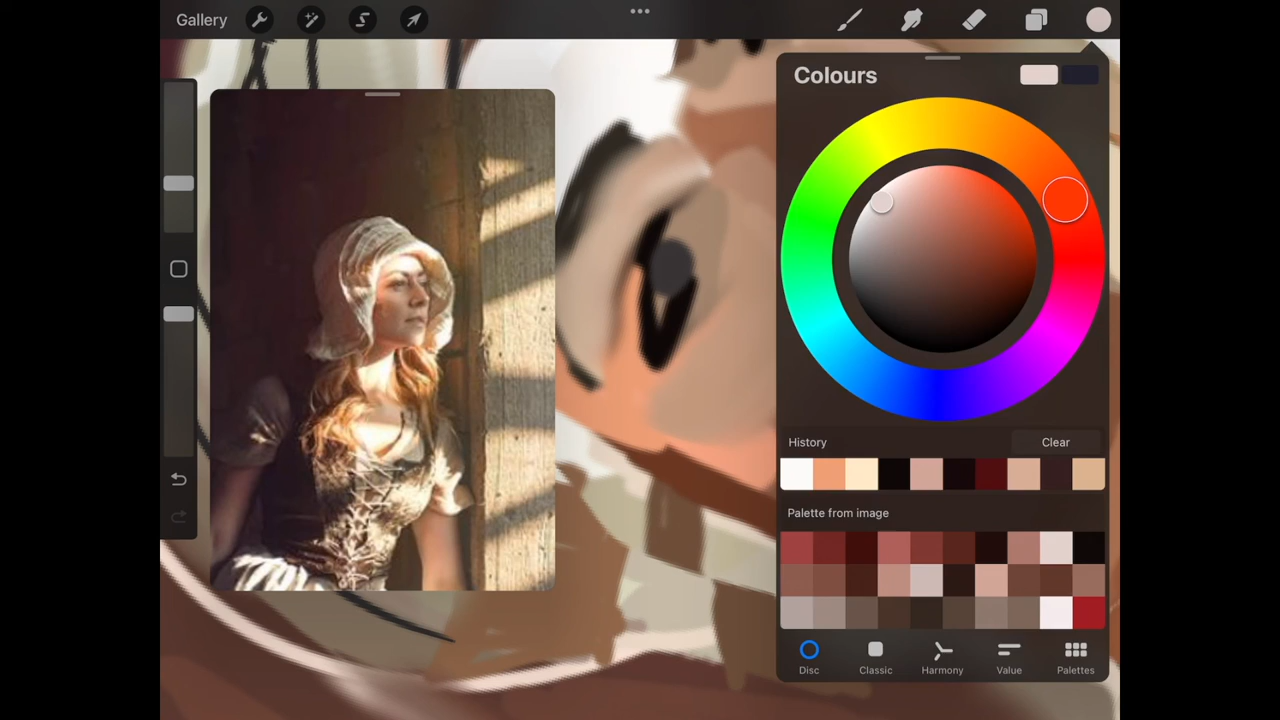 Gallery
Colours
History
Clear
Palette from image
Disc
Classic
Harmony
Value
Palettes